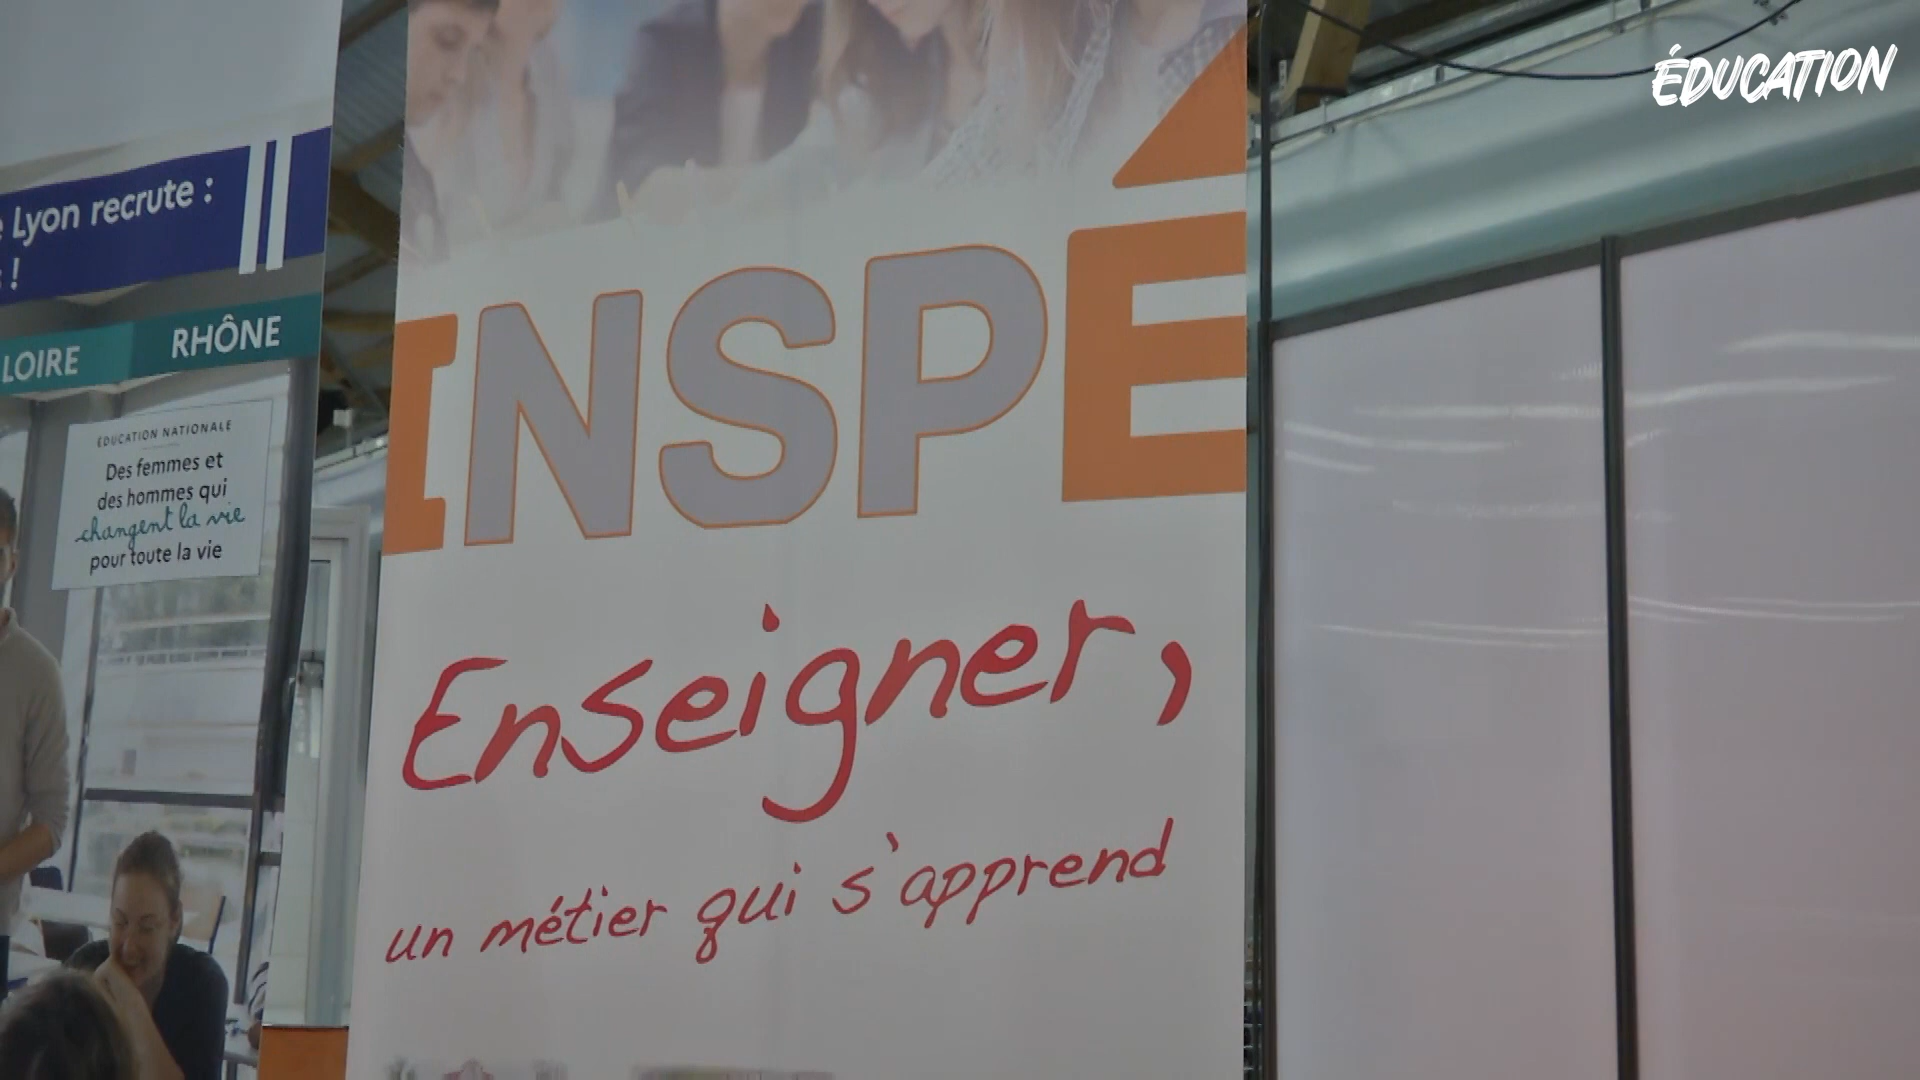 ÉDUCATION
Lyon recrute :
!
LOIRE RHÔNE
ÉDUCATION NATIONALE
Des femmes et
des hommes qui
changent la vie
pour toute la vie
INSPÉ
Enseigner,
un métier qui s'apprend